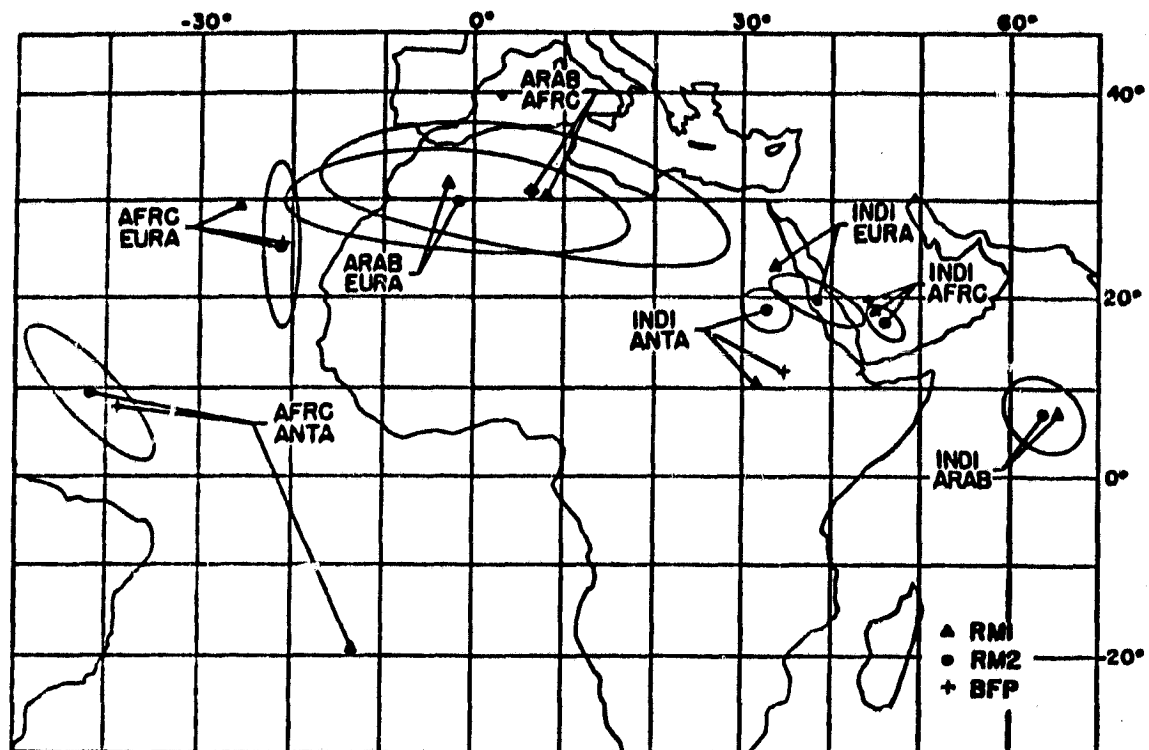 -30° 0° 30° 60°
40°
ARAB
AFRC
AFRC
EURA
INDI
EURA
ARAB
EURA
INDI
AFRC
20°
INDI
ANTA
AFRC
ANTA
INDI
ARAB
0°
▲ RM1
● RM2
-20°
+ BFP